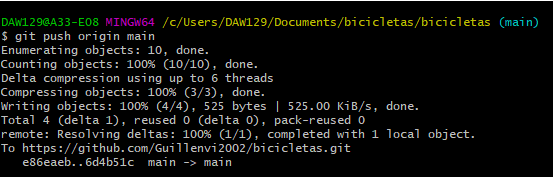 DAW129@A33-E08 MINGW64 /c/Users/DAW129/Documents/bicicletas/bicicletas (main)
$ git push origin main
Enumerating objects: 10, done.
Counting objects: 100% (10/10), done.
Delta compression using up to 6 threads
Compressing objects: 100% (3/3), done.
Writing objects: 100% (4/4), 525 bytes | 525.00 KiB/s, done.
Total 4 (delta 1), reused 0 (delta 0), pack-reused 0
remote: Resolving deltas: 100% (1/1), completed with 1 local object.
To https://github.com/Guillenvi2002/bicicletas.git
   e86eaeb..6d4b51c  main -> main